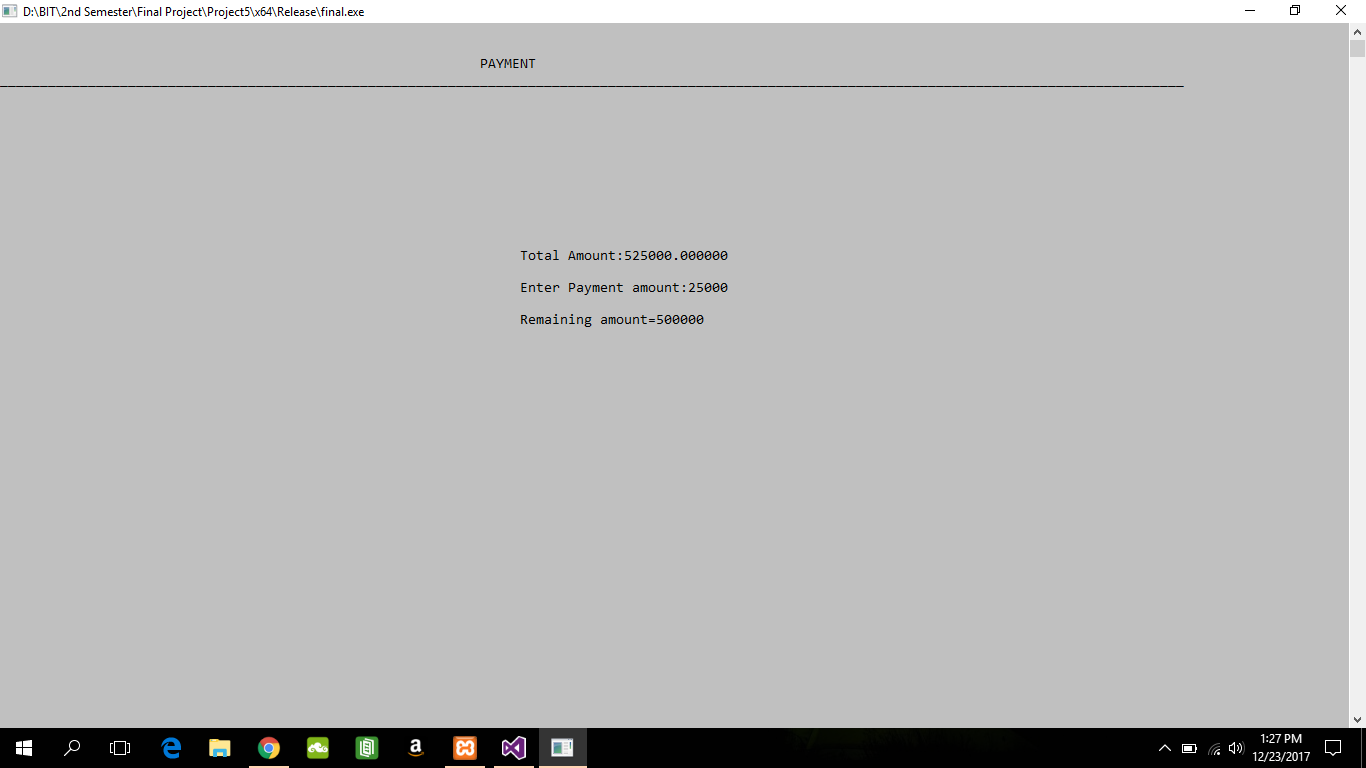 D:\BIT\2nd Semester\Final Project\Project5\x64\Release\final.exe
PAYMENT
Total Amount:525000.000000
Enter Payment amount:25000
Remaining amount=500000
1:27 PM
12/23/2017